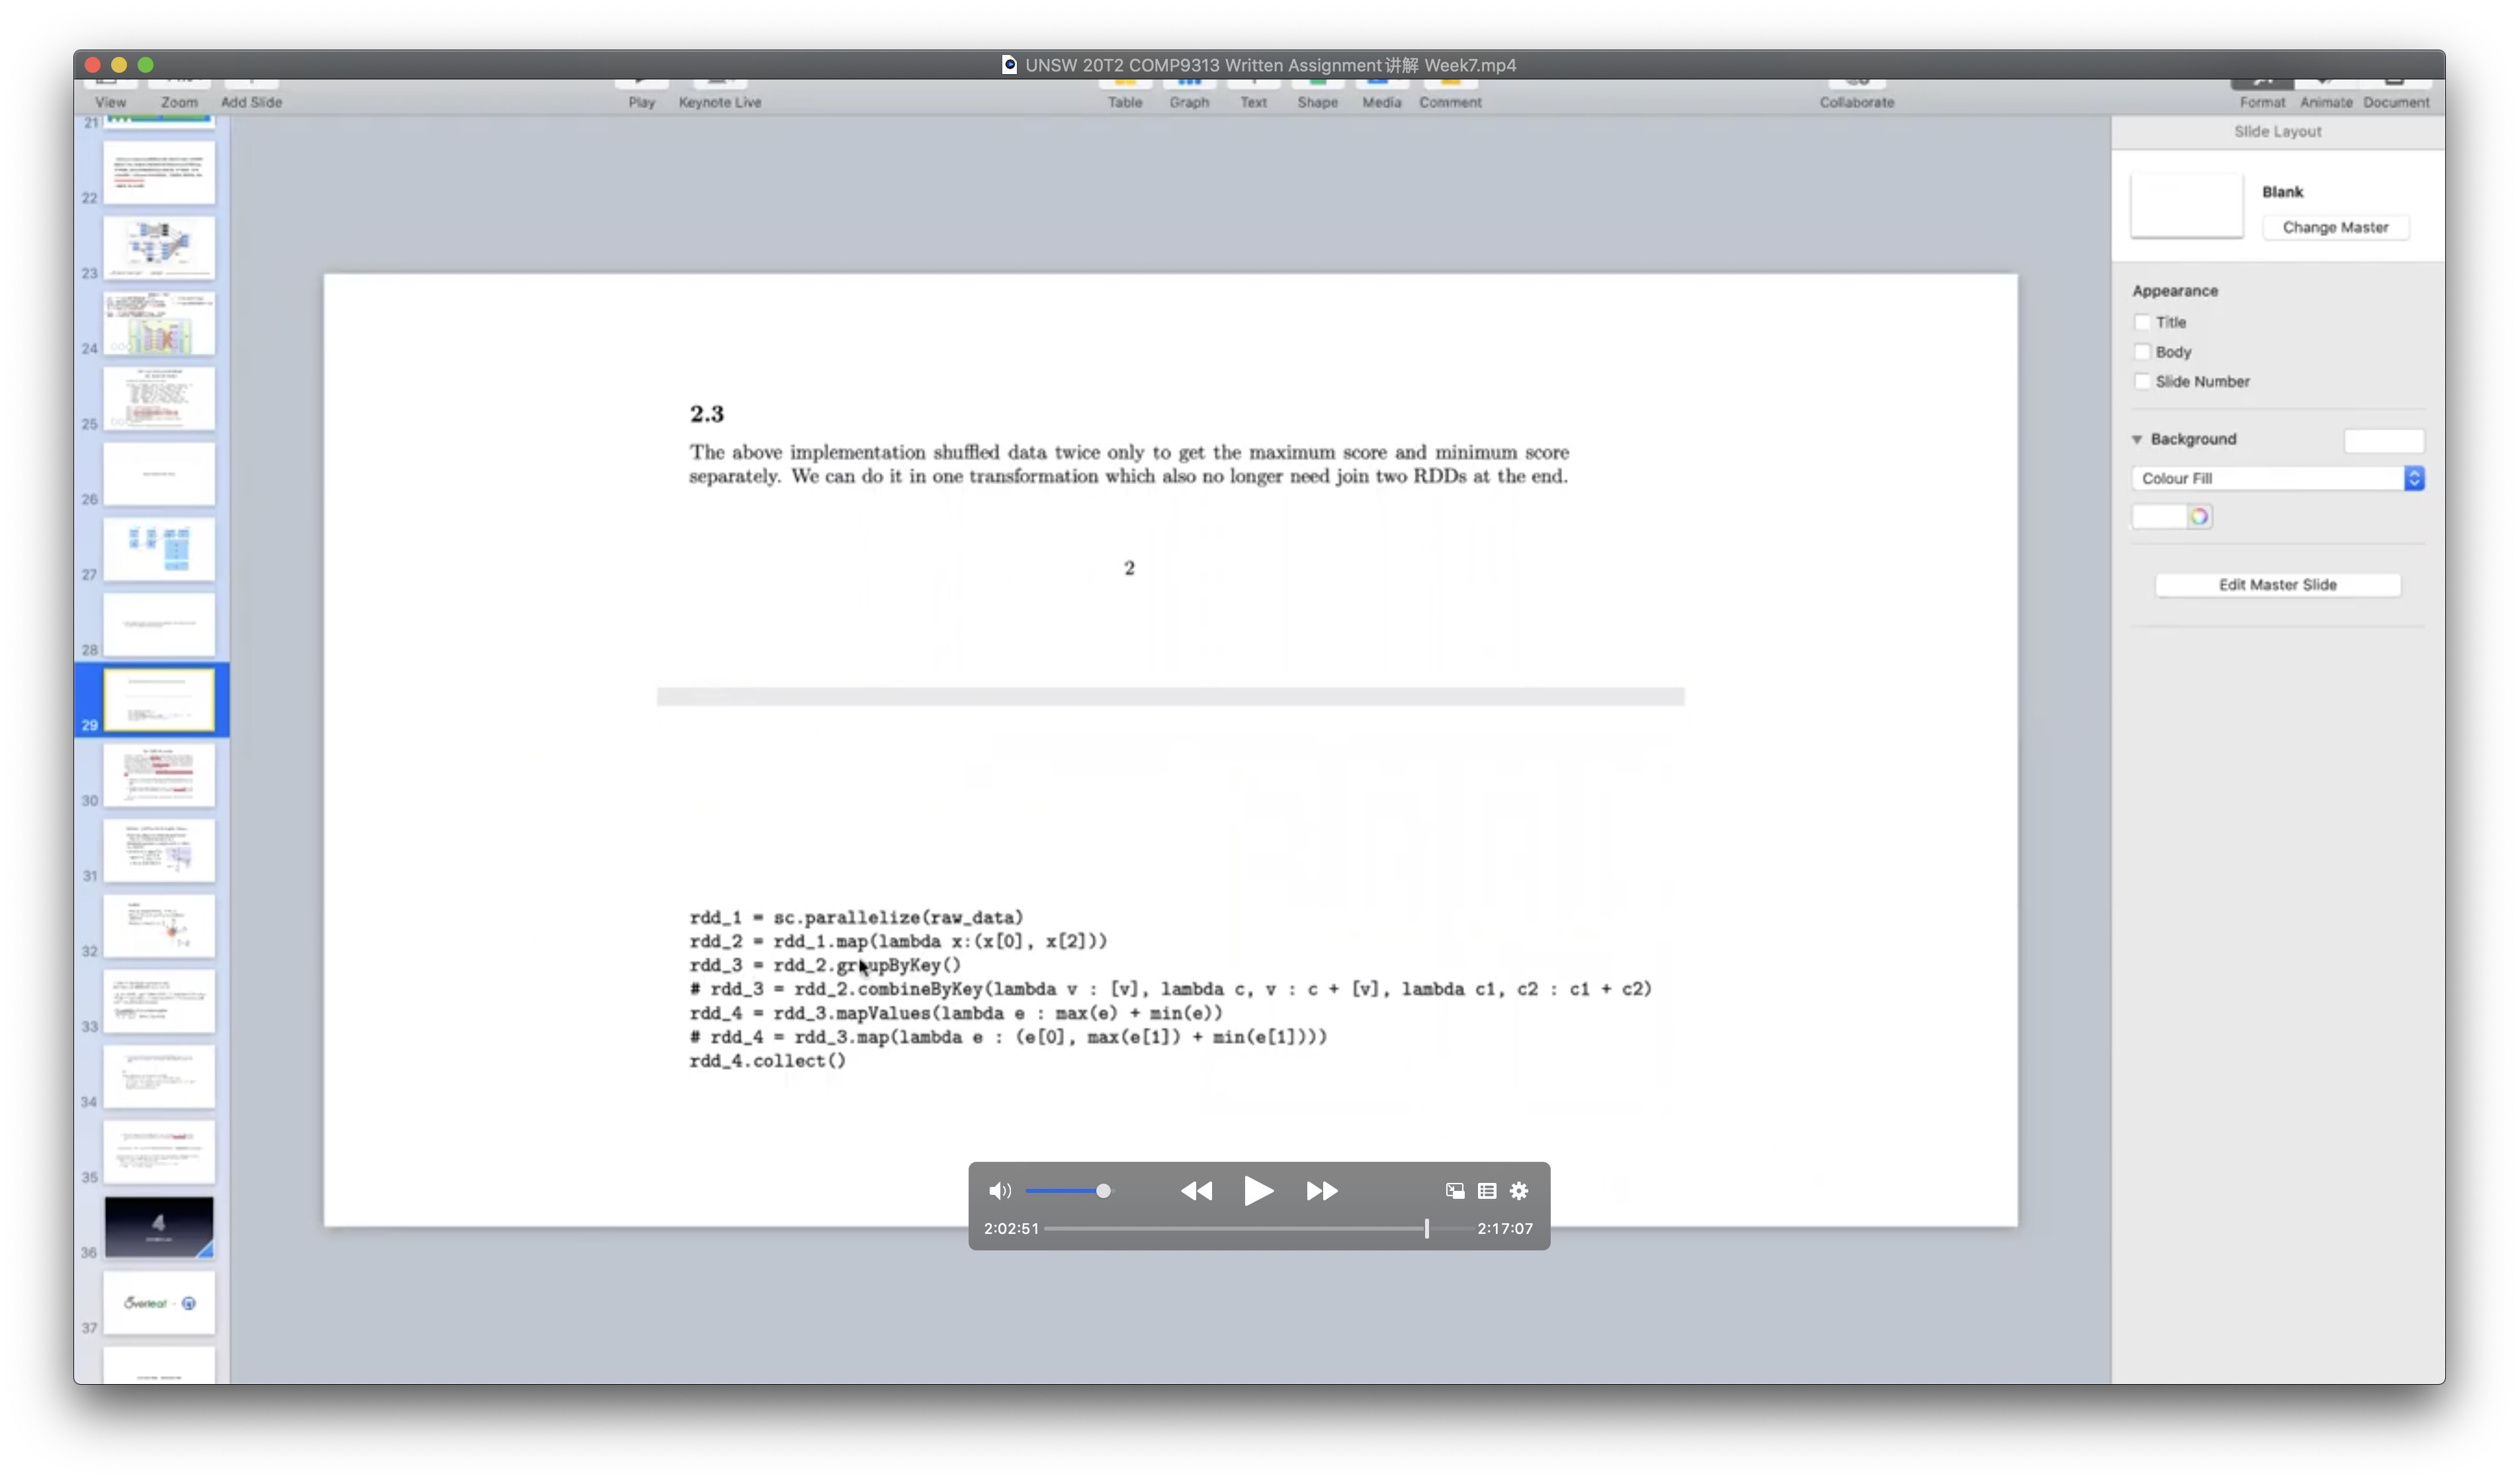 UNSW 20T2 COMP9313 Written Assignment讲解 Week7.mp4
View Zoom Add Slide Play Keynote Live Table Graph Text Shape Media Comment Collaborate Format Animate Document
21
22
23
24
25
26
27
28
29
30
31
32
33
34
35
4
36
Overleaf
37
2.3
The above implementation shuffled data twice only to get the maximum score and minimum score
separately. We can do it in one transformation which also no longer need join two RDDs at the end.
2
rdd_1 = sc.parallelize(raw_data)
rdd_2 = rdd_1.map(lambda x:(x[0], x[2]))
rdd_3 = rdd_2.groupByKey()
# rdd_3 = rdd_2.combineByKey(lambda v : [v], lambda c, v : c + [v], lambda c1, c2 : c1 + c2)
rdd_4 = rdd_3.mapValues(lambda e : max(e) + min(e))
# rdd_4 = rdd_3.map(lambda e : (e[0], max(e[1]) + min(e[1])))
rdd_4.collect()
2:02:51 2:17:07
Slide Layout
Blank
Change Master
Appearance
Title
Body
Slide Number
Background
Colour Fill
Edit Master Slide